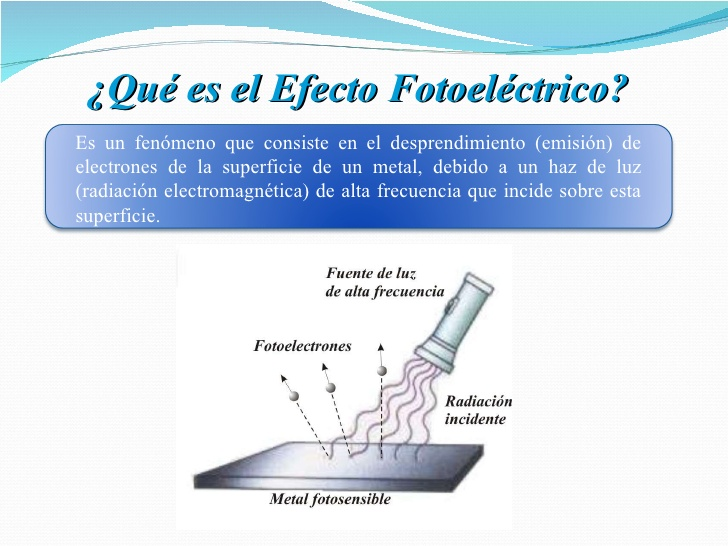 ¿Qué es el Efecto Fotoeléctrico?
Es un fenómeno que consiste en el desprendimiento (emisión) de
electrones de la superficie de un metal, debido a un haz de luz
(radiación electromagnética) de alta frecuencia que incide sobre esta
superficie.
Fuente de luz
de alta frecuencia
Fotoelectrones
Radiación
incidente
Metal fotosensible